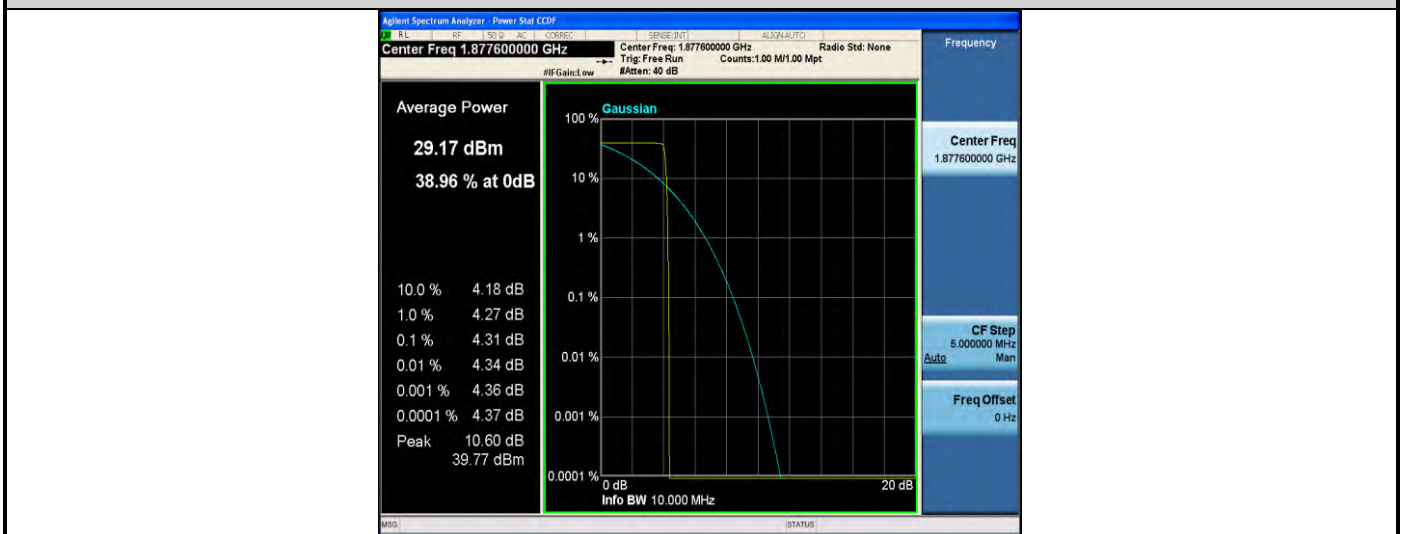 Agilent Spectrum Analyzer - Power Stat CCDF
RL RF 50 Ω AC CORREC SENSE:INT ALIGN AUTO
Center Freq 1.877600000 GHz
Center Freq: 1.877600000 GHz Radio Std: None
Trig: Free Run Counts:1.00 M/1.00 Mpt
#IFGain:Low #Atten: 40 dB
Frequency
Average Power
29.17 dBm
38.96 % at 0dB
10.0 % 4.18 dB
1.0 % 4.27 dB
0.1 % 4.31 dB
0.01 % 4.34 dB
0.001 % 4.36 dB
0.0001 % 4.37 dB
Peak 10.60 dB
39.77 dBm
Gaussian
100 %
10 %
1 %
0.1 %
0.01 %
0.001 %
0.0001 %
0 dB 20 dB
Info BW 10.000 MHz
Center Freq
1.877600000 GHz
CF Step
5.000000 MHz
Auto Man
Freq Offset
0 Hz
MSG STATUS